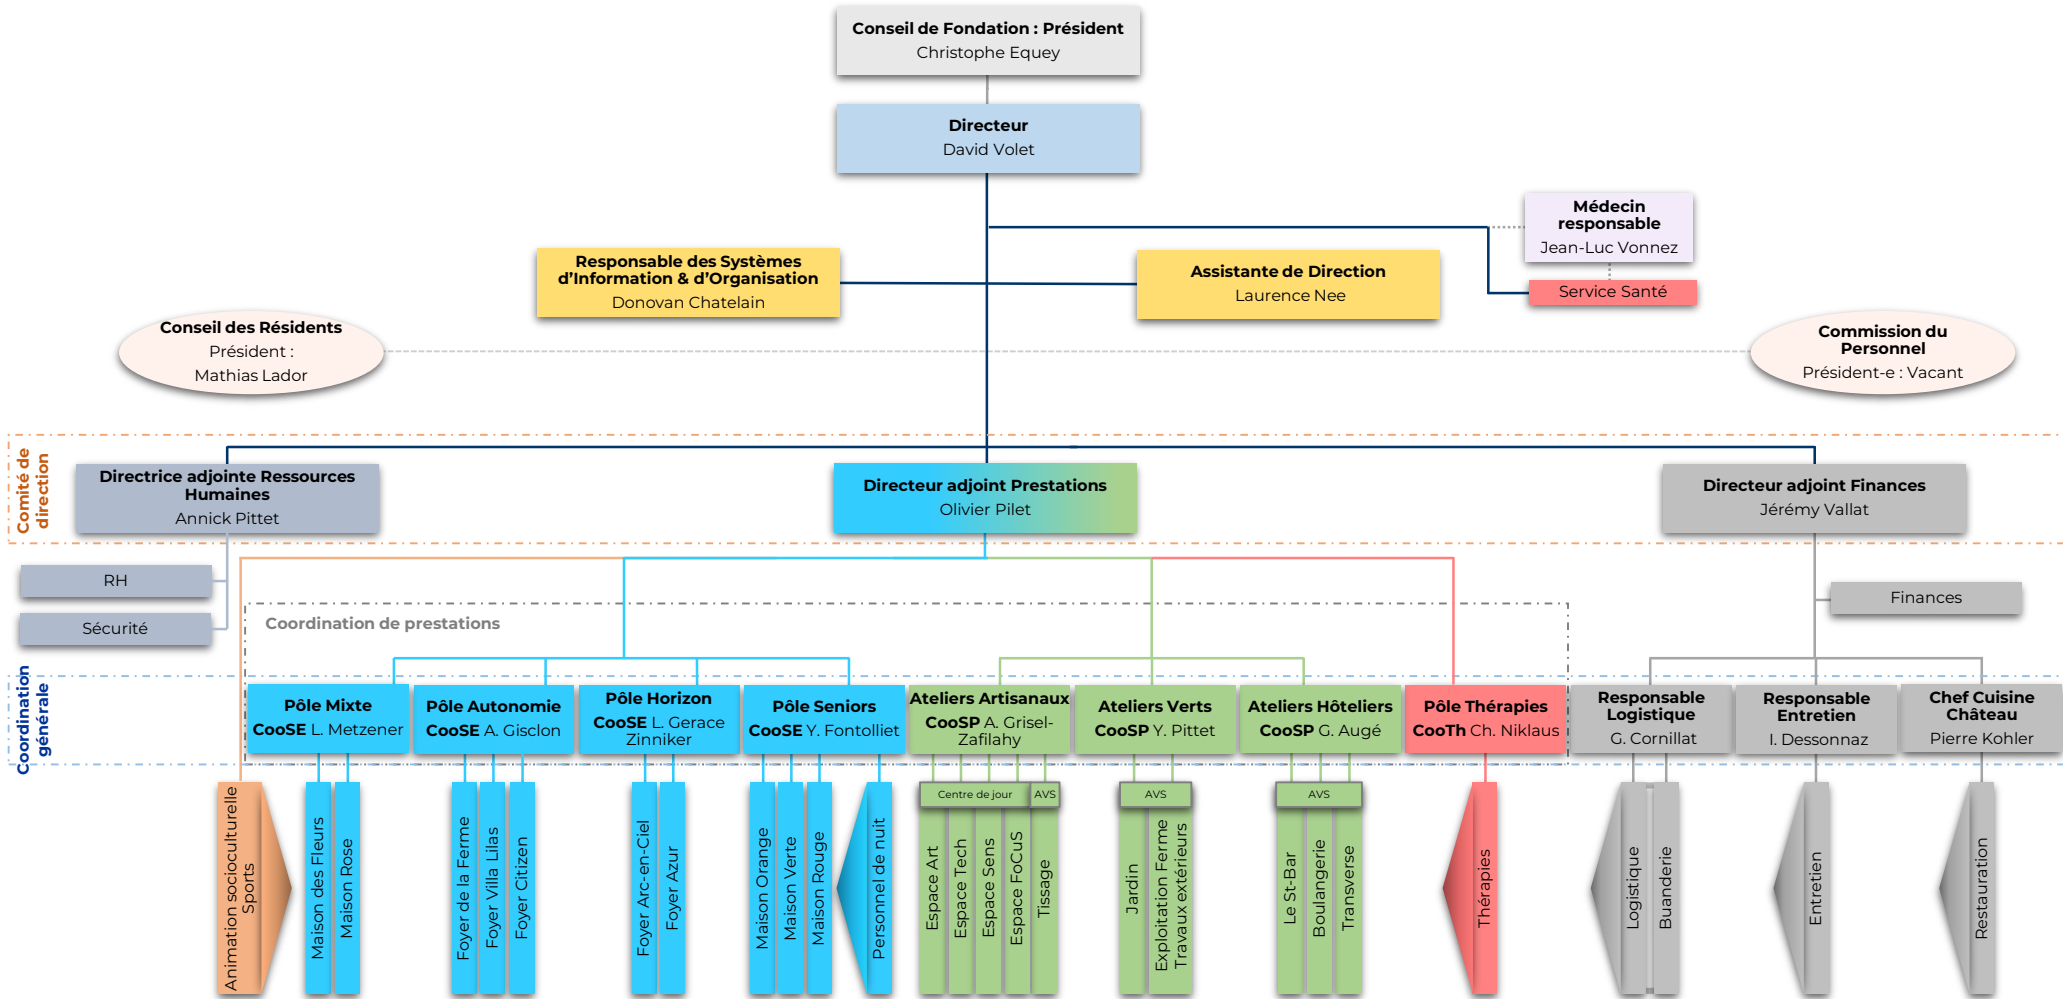 Conseil de Fondation : Président
Christophe Equey
Directeur
David Volet
Médecin
responsable
Jean-Luc Vonnez
Service Santé
Responsable des Systèmes
d'Information & d'Organisation
Donovan Chatelain
Assistante de Direction
Laurence Nee
Conseil des Résidents
Président :
Mathias Lador
Commission du
Personnel
Président-e : Vacant
Comité de
direction
Directrice adjointe Ressources
Humaines
Annick Pittet
Directeur adjoint Prestations
Olivier Pilet
Directeur adjoint Finances
Jérémy Vallat
RH
Sécurité
Finances
Coordination de prestations
Coordination
générale
Pôle Mixte
CooSE L. Metzener
Pôle Autonomie
CooSE A. Gisclon
Pôle Horizon
CooSE L. Gerace
Zinniker
Pôle Seniors
CooSE Y. Fontolliet
Ateliers Artisanaux
CooSP A. Grisel-
Zafilahy
Ateliers Verts
CooSP Y. Pittet
Ateliers Hôteliers
CooSP G. Augé
Pôle Thérapies
CooTh Ch. Niklaus
Responsable
Logistique
G. Cornillat
Responsable
Entretien
I. Dessonnaz
Chef Cuisine
Château
Pierre Kohler
Animation socioculturelle
Sports
Maison des Fleurs
Maison Rose
Foyer de la Ferme
Foyer Villa Lilas
Foyer Citizen
Foyer Arc-en-Ciel
Foyer Azur
Maison Orange
Maison Verte
Maison Rouge
Personnel de nuit
Centre de jour
AVS
Espace Art
Espace Tech
Espace Sens
Espace FoCuS
Tissage
AVS
Jardin
Exploitation Ferme
Travaux extérieurs
AVS
Le St-Bar
Boulangerie
Transverse
Thérapies
Logistique
Buanderie
Entretien
Restauration